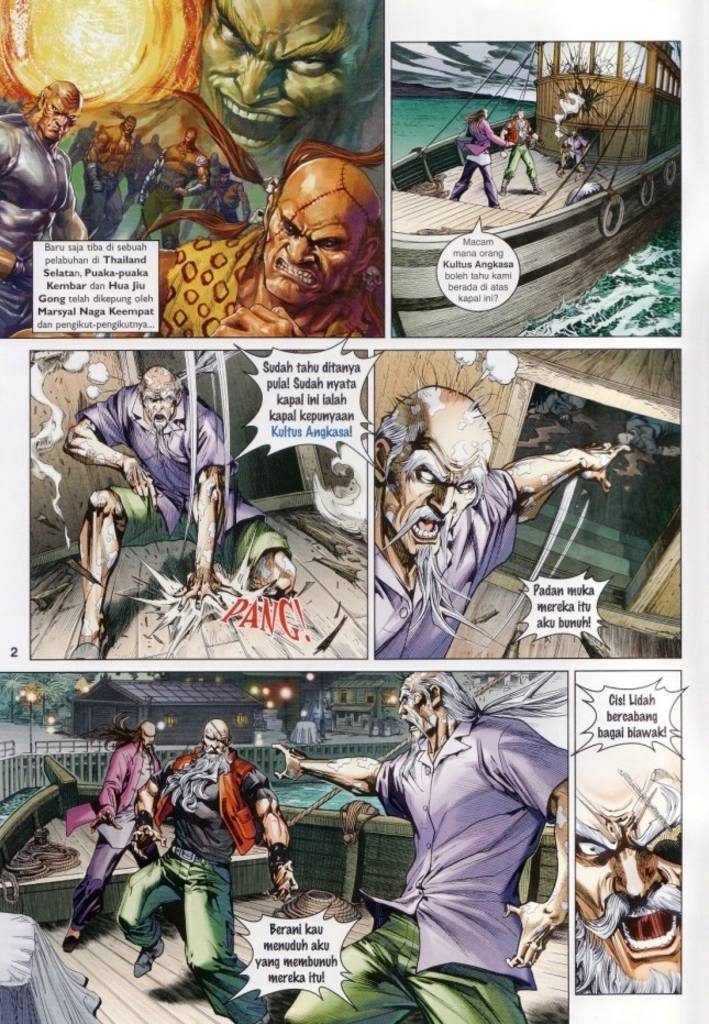 Baru saja tiba di sebuah
pelabuhan di Thailand
Selatan, Puaka-puaka
Kembar dan Hua Jiu
Gong telah dikepung oleh
Marsyal Naga Keempat
dan pengikut-pengikutnya...
Macam
mana orang
Kultus Angkasa
boleh tahu kami
berada di atas
kapal ini?
Sudah tahu ditanya
pula! Sudah nyata
kapal ini ialah
kapal kepunyaan
Kultus Angkasa!
PANG!
Padan muka
mereka itu
aku bunuh!
2
Berani kau
menuduh aku
yang membunuh
mereka itu!
Cis! Lidah
bercabang
bagai biawak!